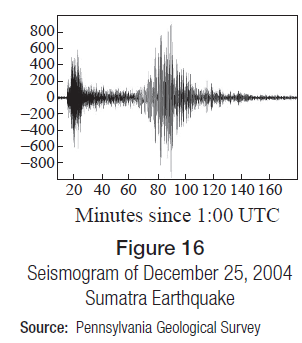 800
600
400
200
0
−200
−400
−600
−800
20 40 60 80 100 120 140 160
Minutes since 1:00 UTC
Figure 16
Seismogram of December 25, 2004
Sumatra Earthquake
Source: Pennsylvania Geological Survey